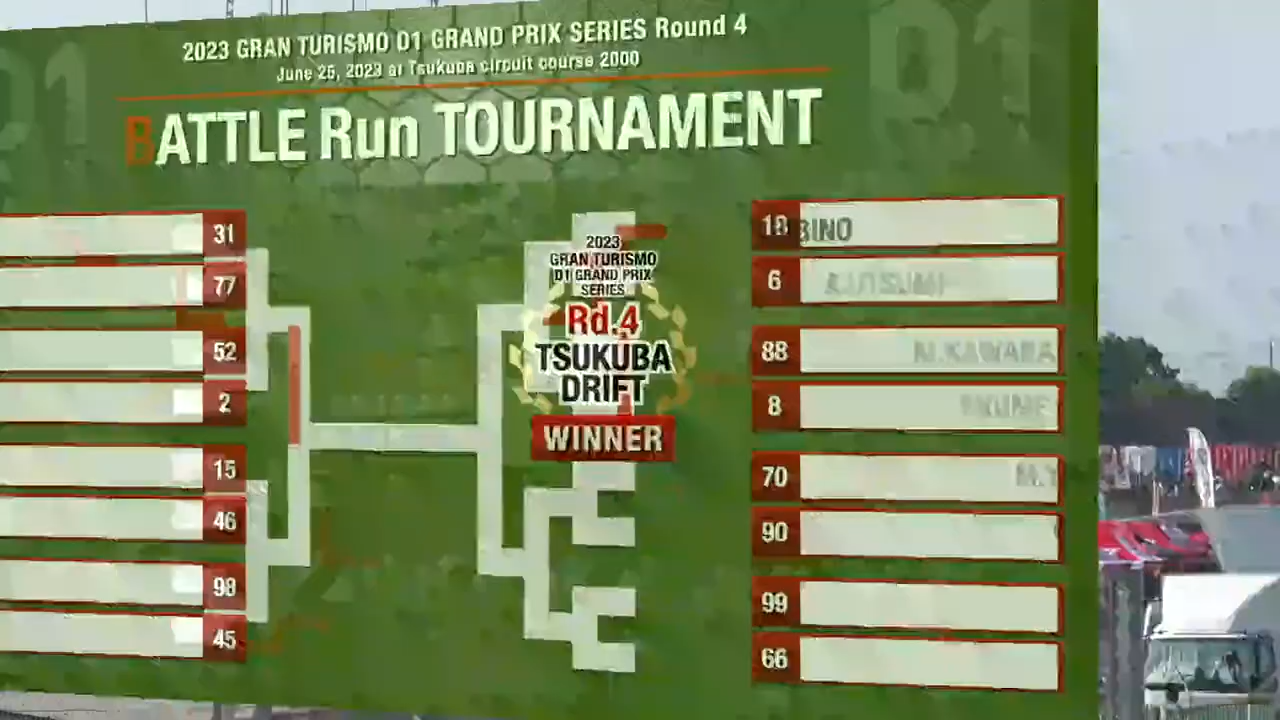 2023 GRAN TURISMO D1 GRAND PRIX SERIES Round 4
June 25, 2023 at Tsukuba circuit course 2000
BATTLE Run TOURNAMENT
31
77
52
2
15
46
98
45
2023
GRAN TURISMO
D1 GRAND PRIX
SERIES
Rd.4
TSUKUBA
DRIFT
WINNER
18
6
88 M.KAWABA
8
70
90
99
66
D1